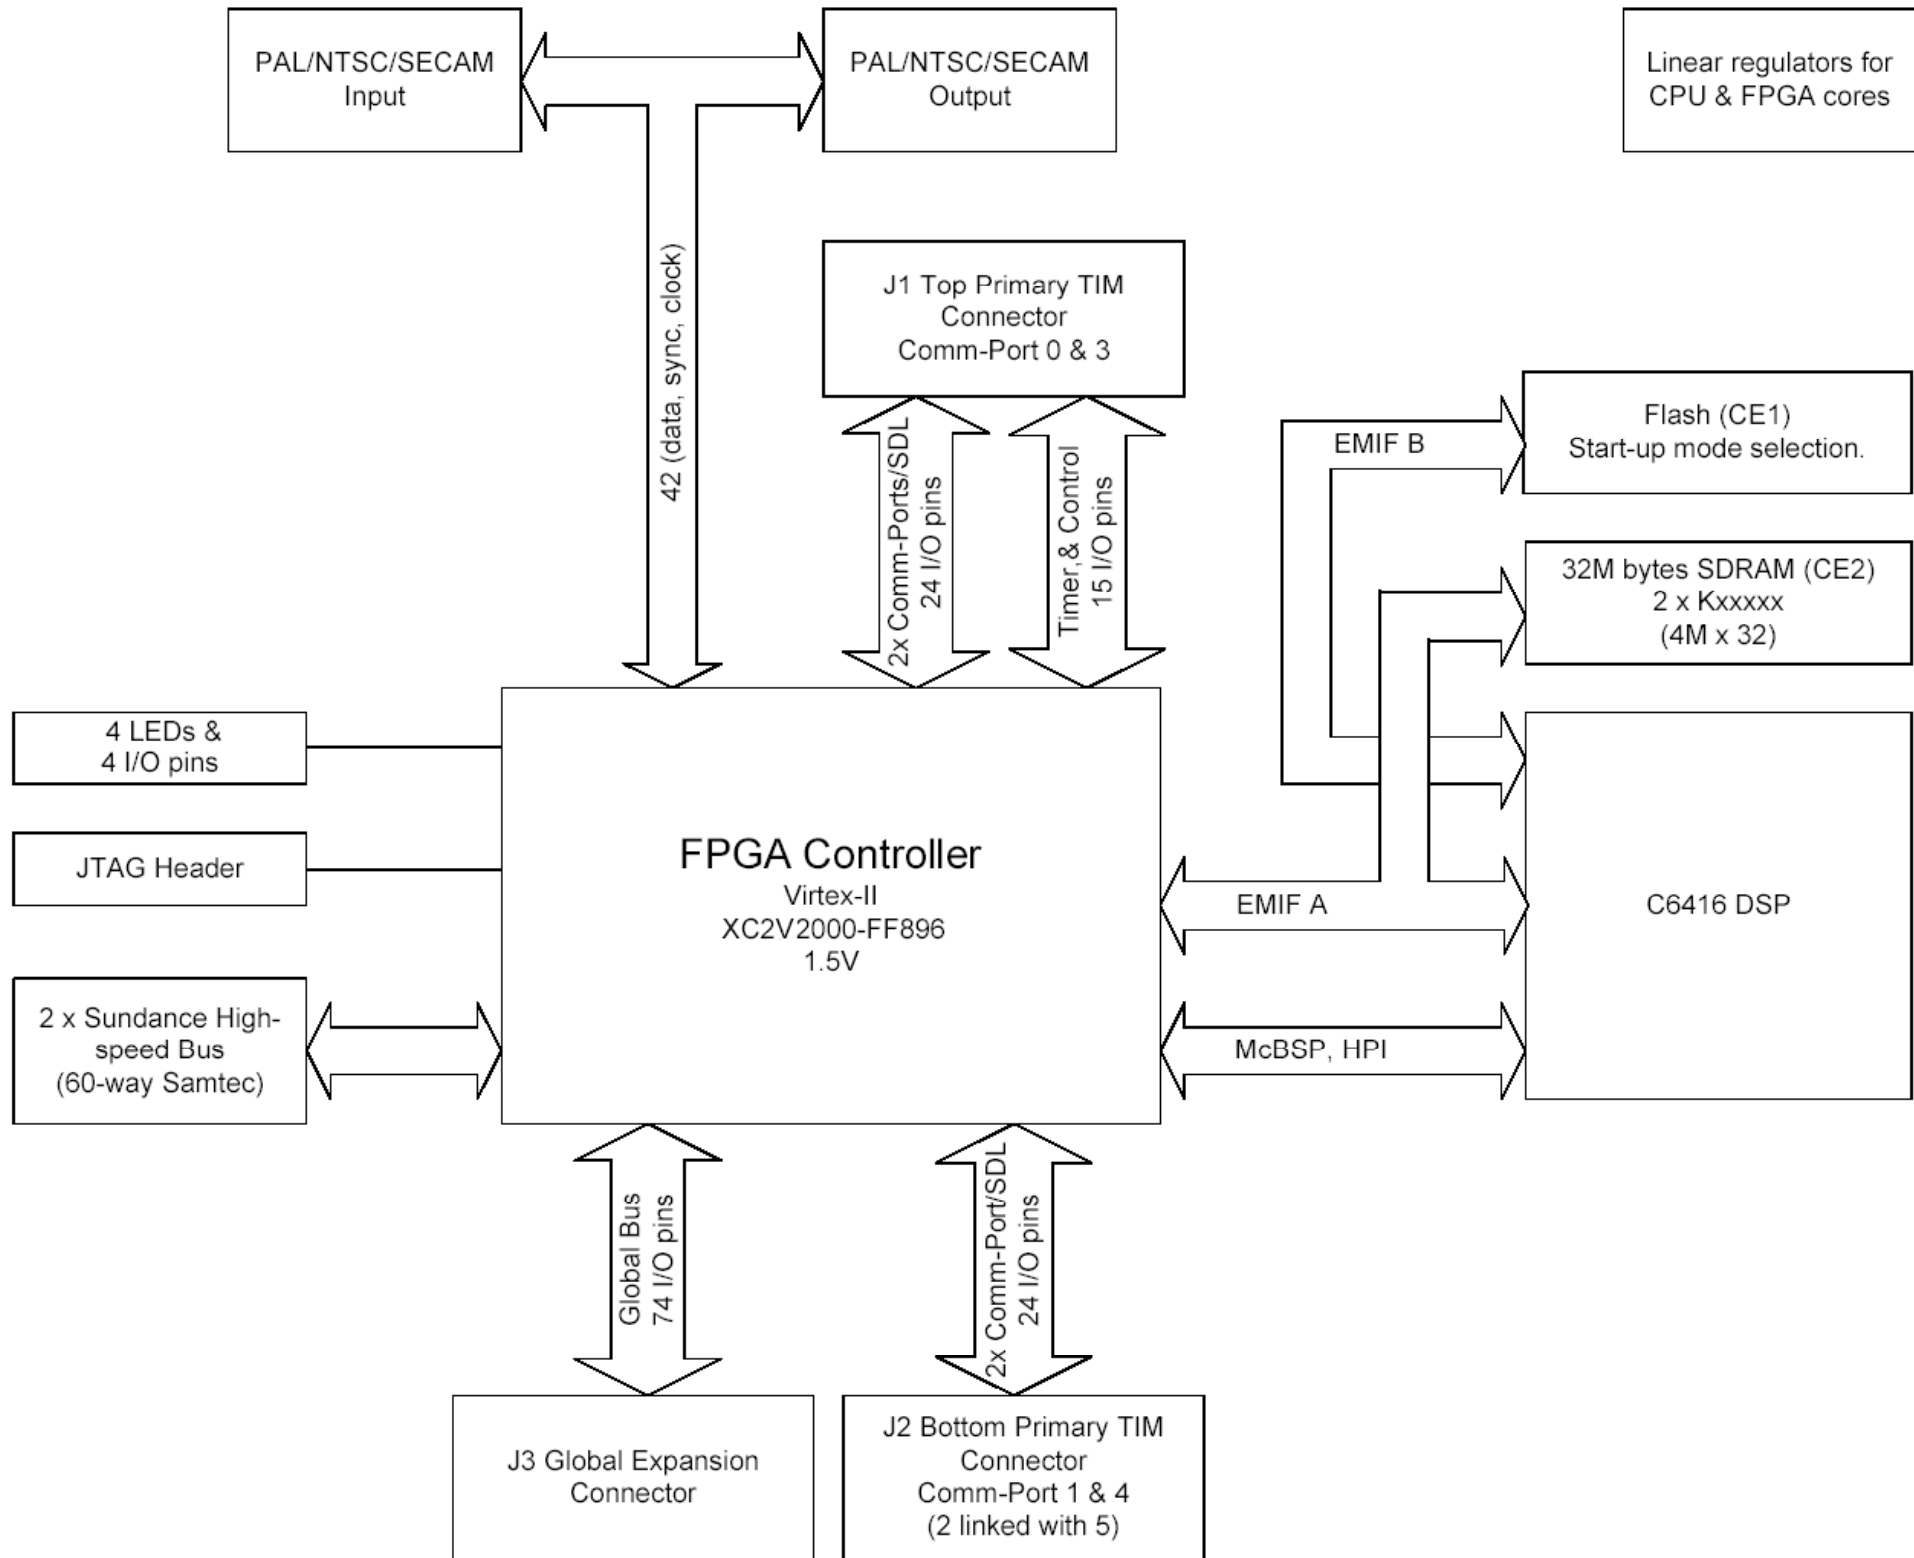 PAL/NTSC/SECAM
Input
PAL/NTSC/SECAM
Output
Linear regulators for
CPU & FPGA cores
42 (data, sync, clock)
J1 Top Primary TIM
Connector
Comm-Port 0 & 3
2x Comm-Ports/SDL
24 I/O pins
Timer,& Control
15 I/O pins
EMIF B
Flash (CE1)
Start-up mode selection.
32M bytes SDRAM (CE2)
2 x Kxxxxx
(4M x 32)
4 LEDs &
4 I/O pins
JTAG Header
2 x Sundance High-
speed Bus
(60-way Samtec)
FPGA Controller
Virtex-II
XC2V2000-FF896
1.5V
EMIF A
McBSP, HPI
C6416 DSP
Global Bus
74 I/O pins
2x Comm-Port/SDL
24 I/O pins
J3 Global Expansion
Connector
J2 Bottom Primary TIM
Connector
Comm-Port 1 & 4
(2 linked with 5)